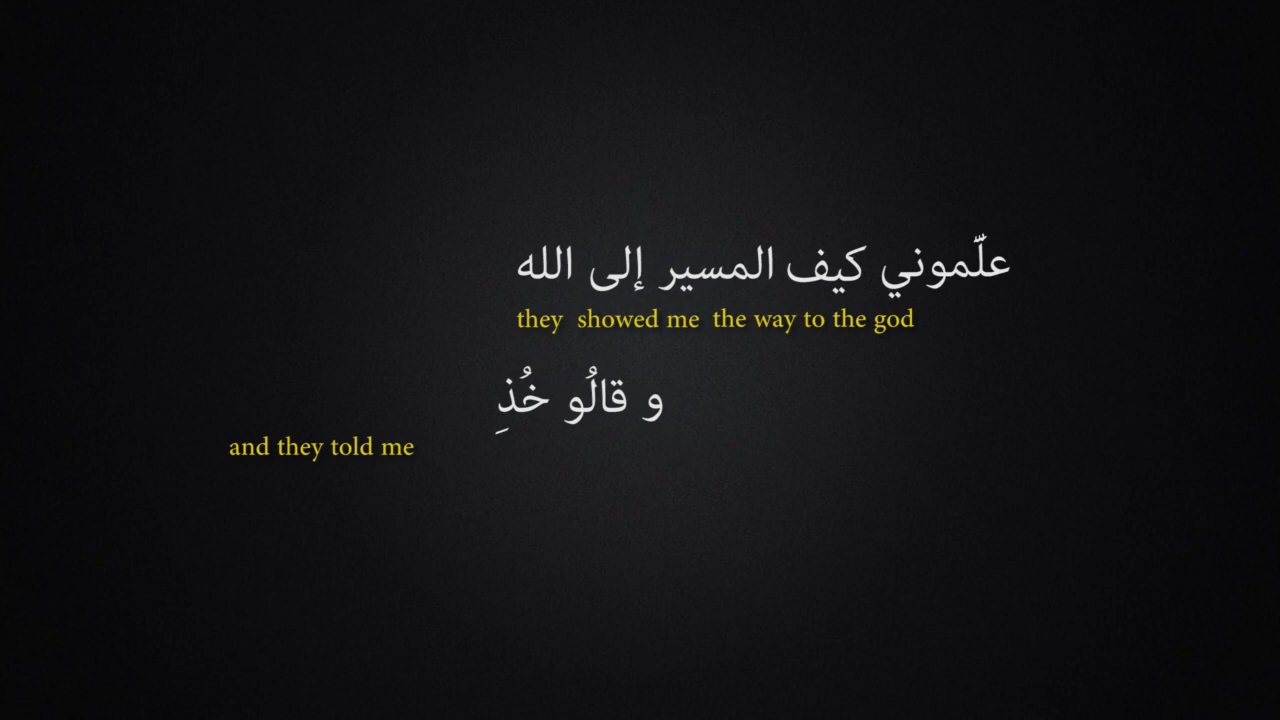 علّموني كيف المسير إلى الله
they showed me the way to the god
و قالُو خُذِ
and they told me